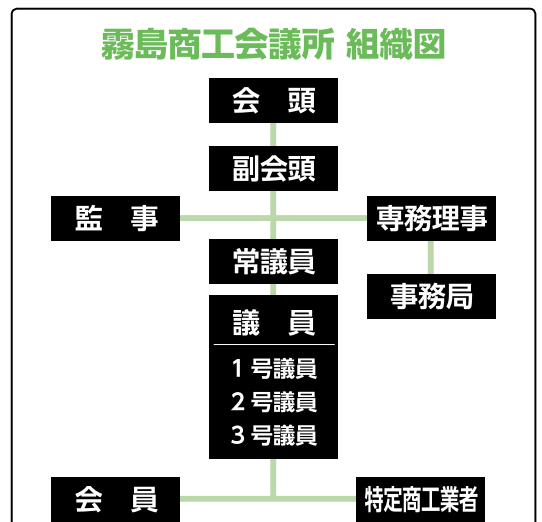 霧島商工会議所 組織図
会　頭
副会頭
監　事
専務理事
常議員
事務局
議　員
1号議員
2号議員
3号議員
会　員
特定商工業者